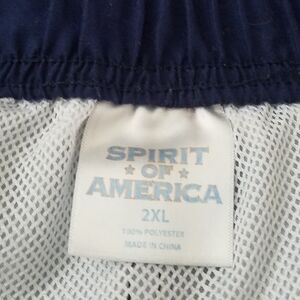 SPIRIT
★ OF ★
AMERICA
2XL
100% POLYESTER
MADE IN CHINA